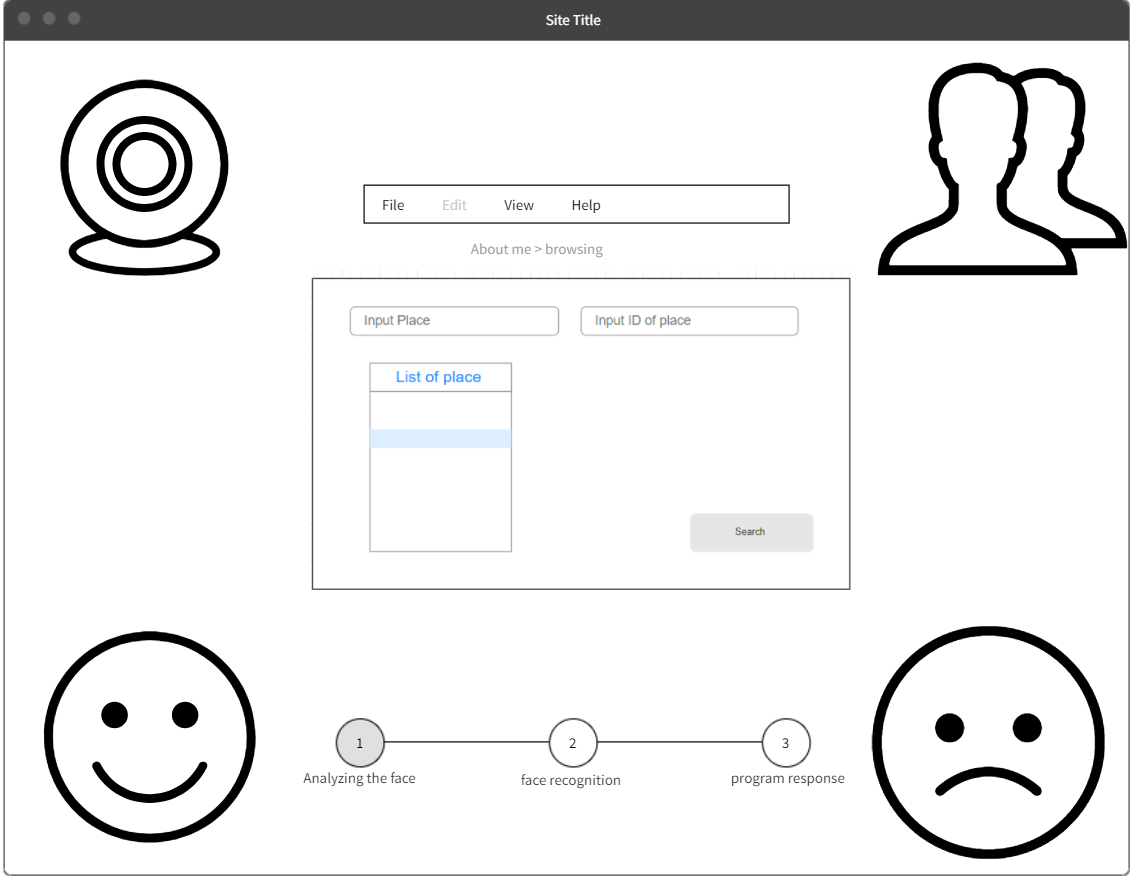 Site Title
File Edit View Help
About me > browsing
Input Place
Input ID of place
List of place
Search
1
2
3
Analyzing the face
face recognition
program response